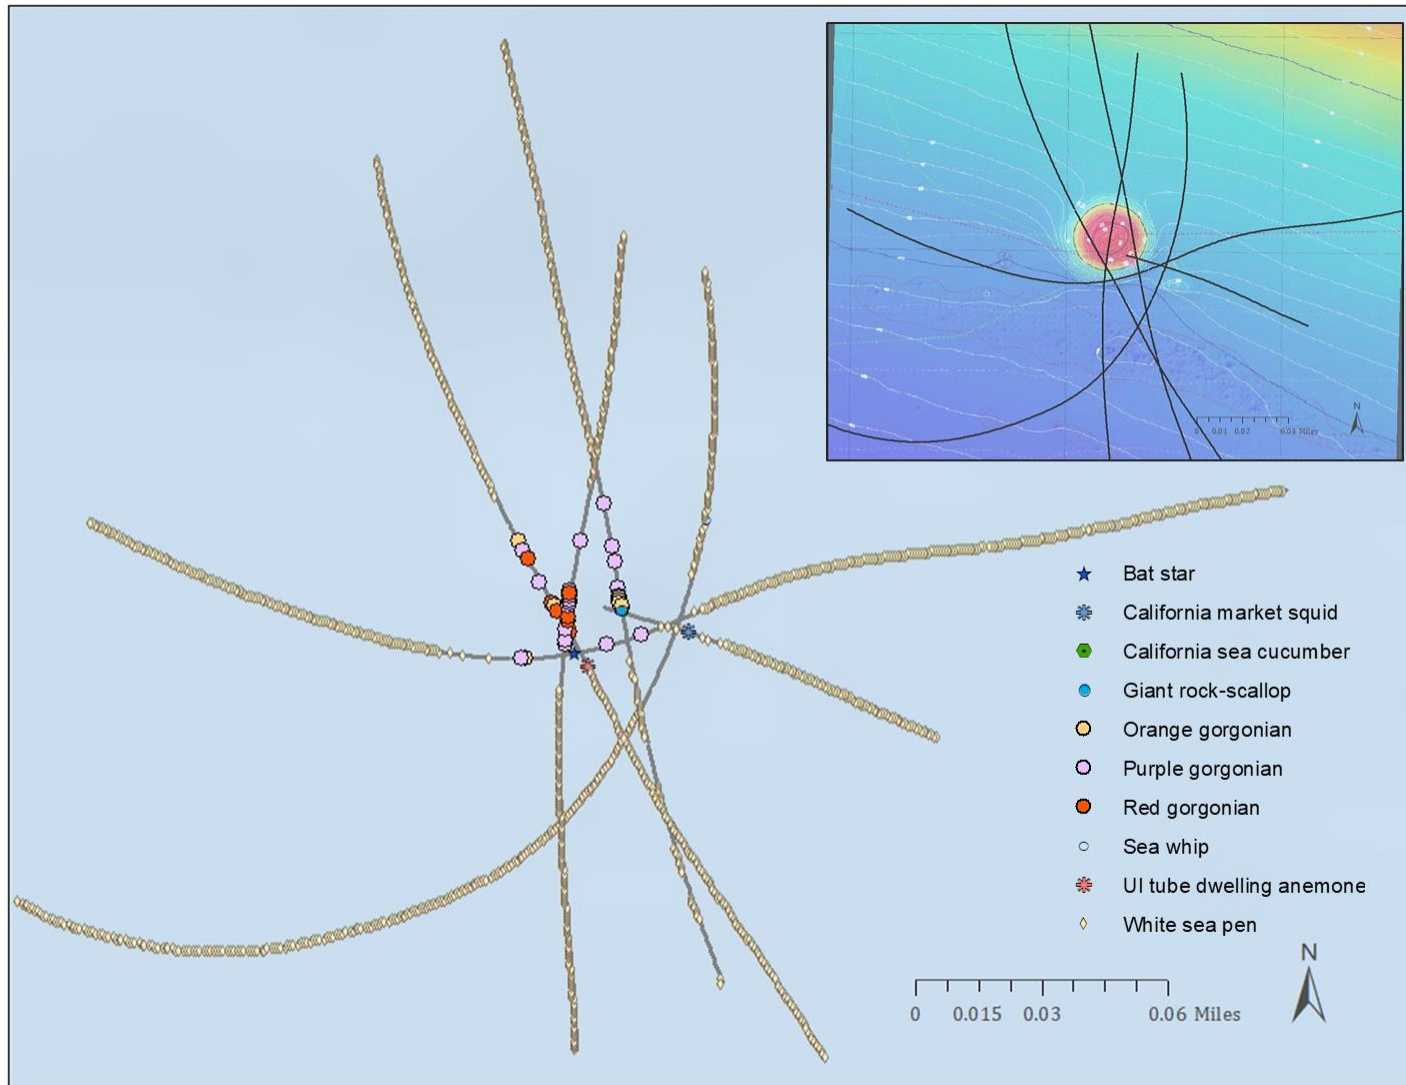 N
0.01 0.02 0.04 Miles
Bat star
California market squid
California sea cucumber
Giant rock-scallop
Orange gorgonian
Purple gorgonian
Red gorgonian
Sea whip
UI tube dwelling anemone
White sea pen
N
0 0.015 0.03 0.06 Miles